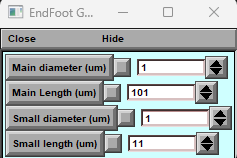 EndFoot G...
Close Hide
Main diameter (um) 1
Main Length (um) 101
Small diameter (um) 1
Small length (um) 11